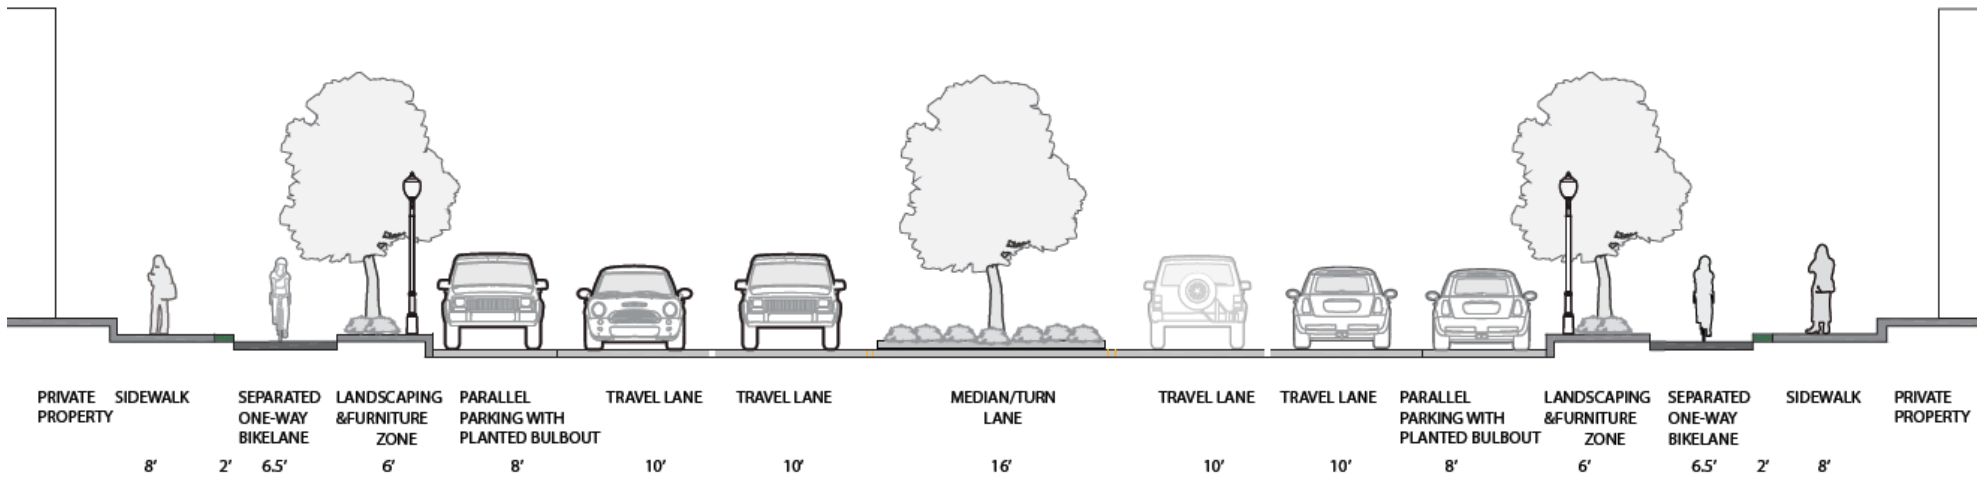 PRIVATE PROPERTY
SIDEWALK
SEPARATED
ONE-WAY
BIKELANE
LANDSCAPING
&FURNITURE
ZONE
PARALLEL
PARKING WITH
PLANTED BULBOUT
TRAVEL LANE
TRAVEL LANE
MEDIAN/TURN
LANE
TRAVEL LANE
TRAVEL LANE
PARALLEL
PARKING WITH
PLANTED BULBOUT
LANDSCAPING
&FURNITURE
ZONE
SEPARATED
ONE-WAY
BIKELANE
SIDEWALK
PRIVATE
PROPERTY
8' 2' 6.5' 6' 8' 10' 10' 16' 10' 10' 8' 6' 6.5' 2' 8'